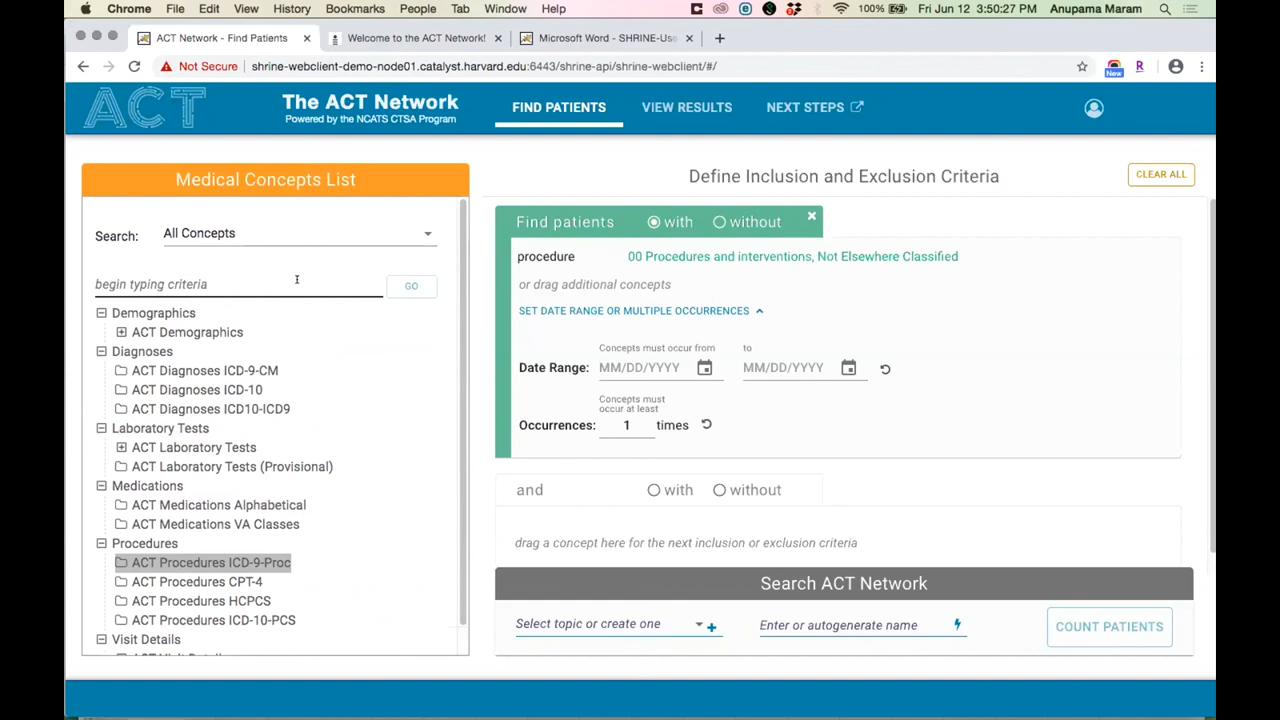 Chrome File Edit View History Bookmarks People Tab Window Help 100% Fri Jun 12 3:50:27 PM Anupama Maram
ACT Network - Find Patients Welcome to the ACT Network! Microsoft Word - SHRINE-Use
Not Secure shrine-webclient-demo-node01.catalyst.harvard.edu:6443/shrine-api/shrine-webclient/#/ New R
ACT The ACT Network FIND PATIENTS VIEW RESULTS NEXT STEPS
Powered by the NCATS CTSA Program
Medical Concepts List
Search: All Concepts
begin typing criteria GO
Demographics
ACT Demographics
Diagnoses
ACT Diagnoses ICD-9-CM
ACT Diagnoses ICD-10
ACT Diagnoses ICD10-ICD9
Laboratory Tests
ACT Laboratory Tests
ACT Laboratory Tests (Provisional)
Medications
ACT Medications Alphabetical
ACT Medications VA Classes
Procedures
ACT Procedures ICD-9-Proc
ACT Procedures CPT-4
ACT Procedures HCPCS
ACT Procedures ICD-10-PCS
Visit Details
Define Inclusion and Exclusion Criteria CLEAR ALL
Find patients with without
procedure 00 Procedures and interventions, Not Elsewhere Classified
or drag additional concepts
SET DATE RANGE OR MULTIPLE OCCURRENCES
Concepts must occur from to
Date Range: MM/DD/YYYY MM/DD/YYYY
Concepts must
occur at least
Occurrences: 1 times
and with without
drag a concept here for the next inclusion or exclusion criteria
Search ACT Network
Select topic or create one Enter or autogenerate name COUNT PATIENTS